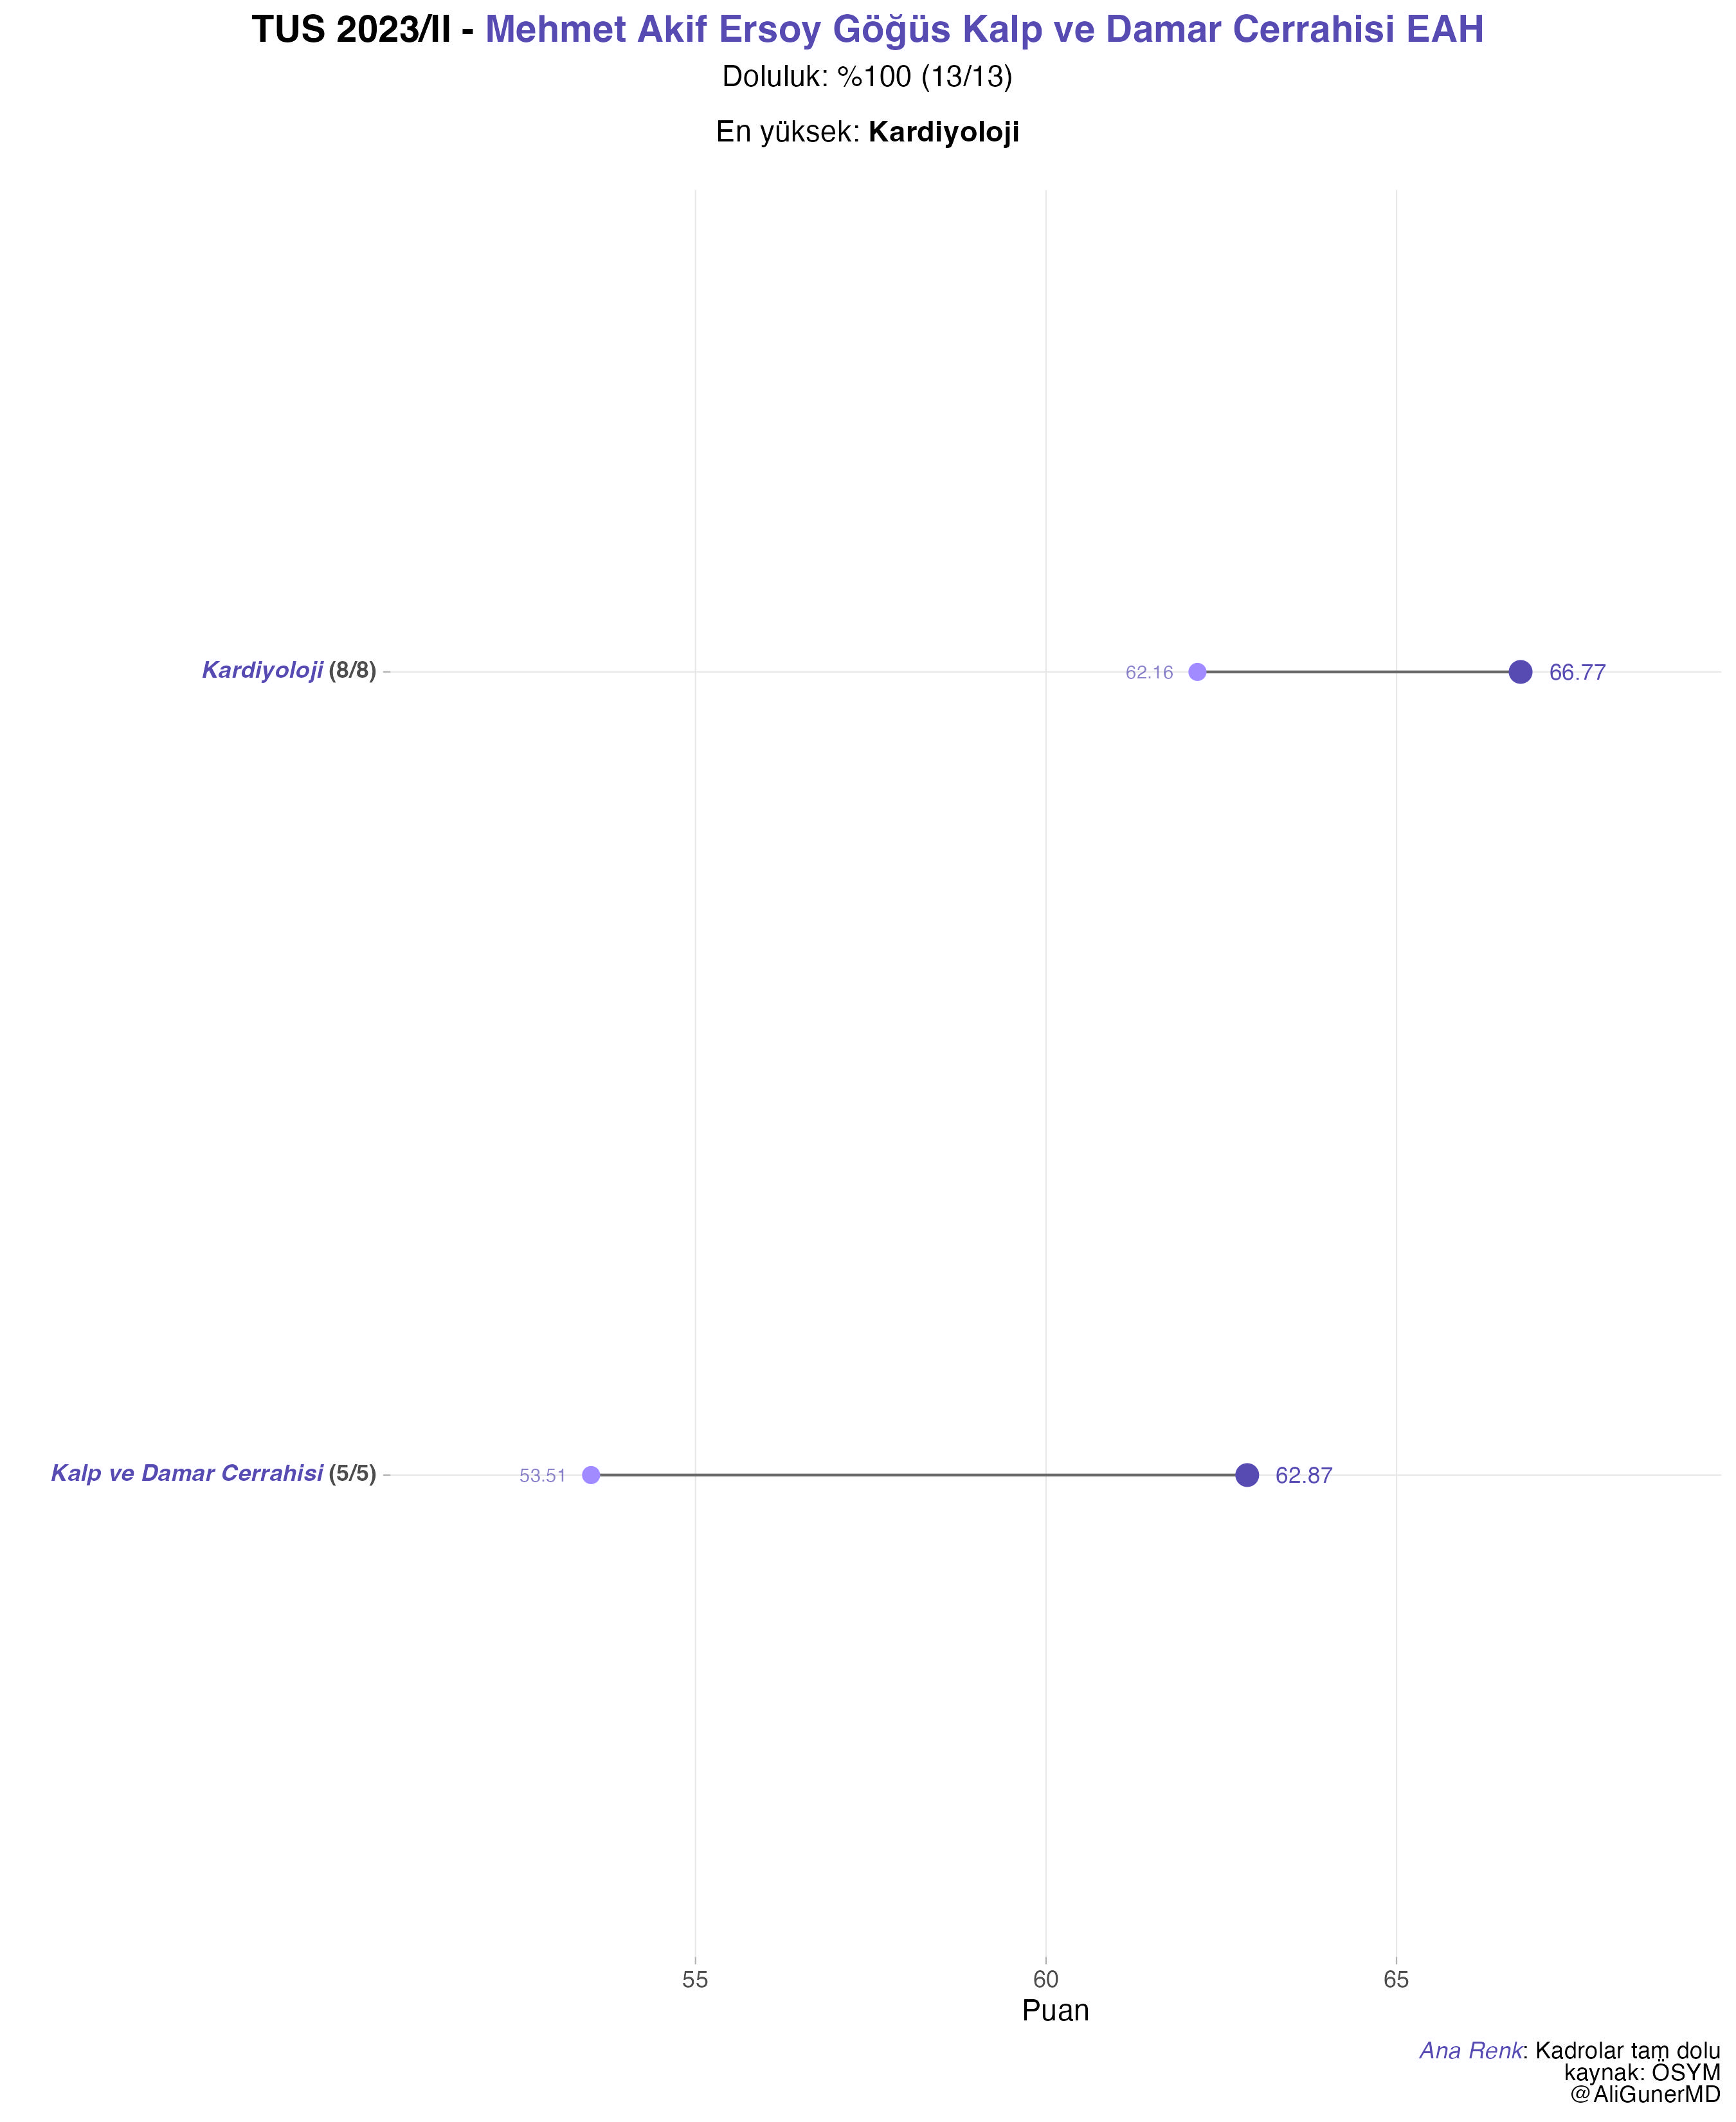 TUS 2023/II - Mehmet Akif Ersoy Göğüs Kalp ve Damar Cerrahisi EAH
Doluluk: %100 (13/13)
En yüksek: Kardiyoloji
Kardiyoloji (8/8)
62.16
66.77
Kalp ve Damar Cerrahisi (5/5)
53.51
62.87
55
60
65
Puan
Ana Renk: Kadrolar tam dolu
kaynak: ÖSYM
@AliGunerMD